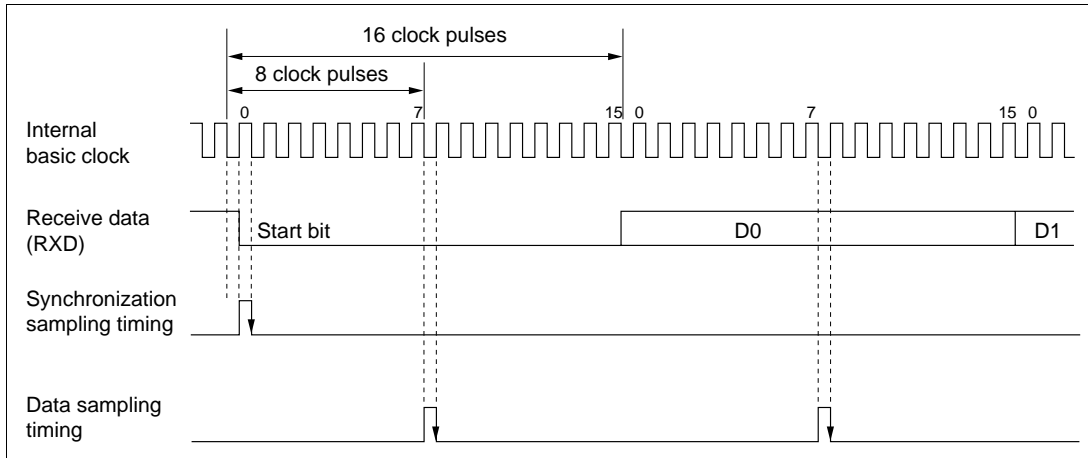 16 clock pulses
8 clock pulses
0 7 15 0 7 15 0
Internal
basic clock
Receive data
(RXD)
Start bit D0 D1
Synchronization
sampling timing
Data sampling
timing